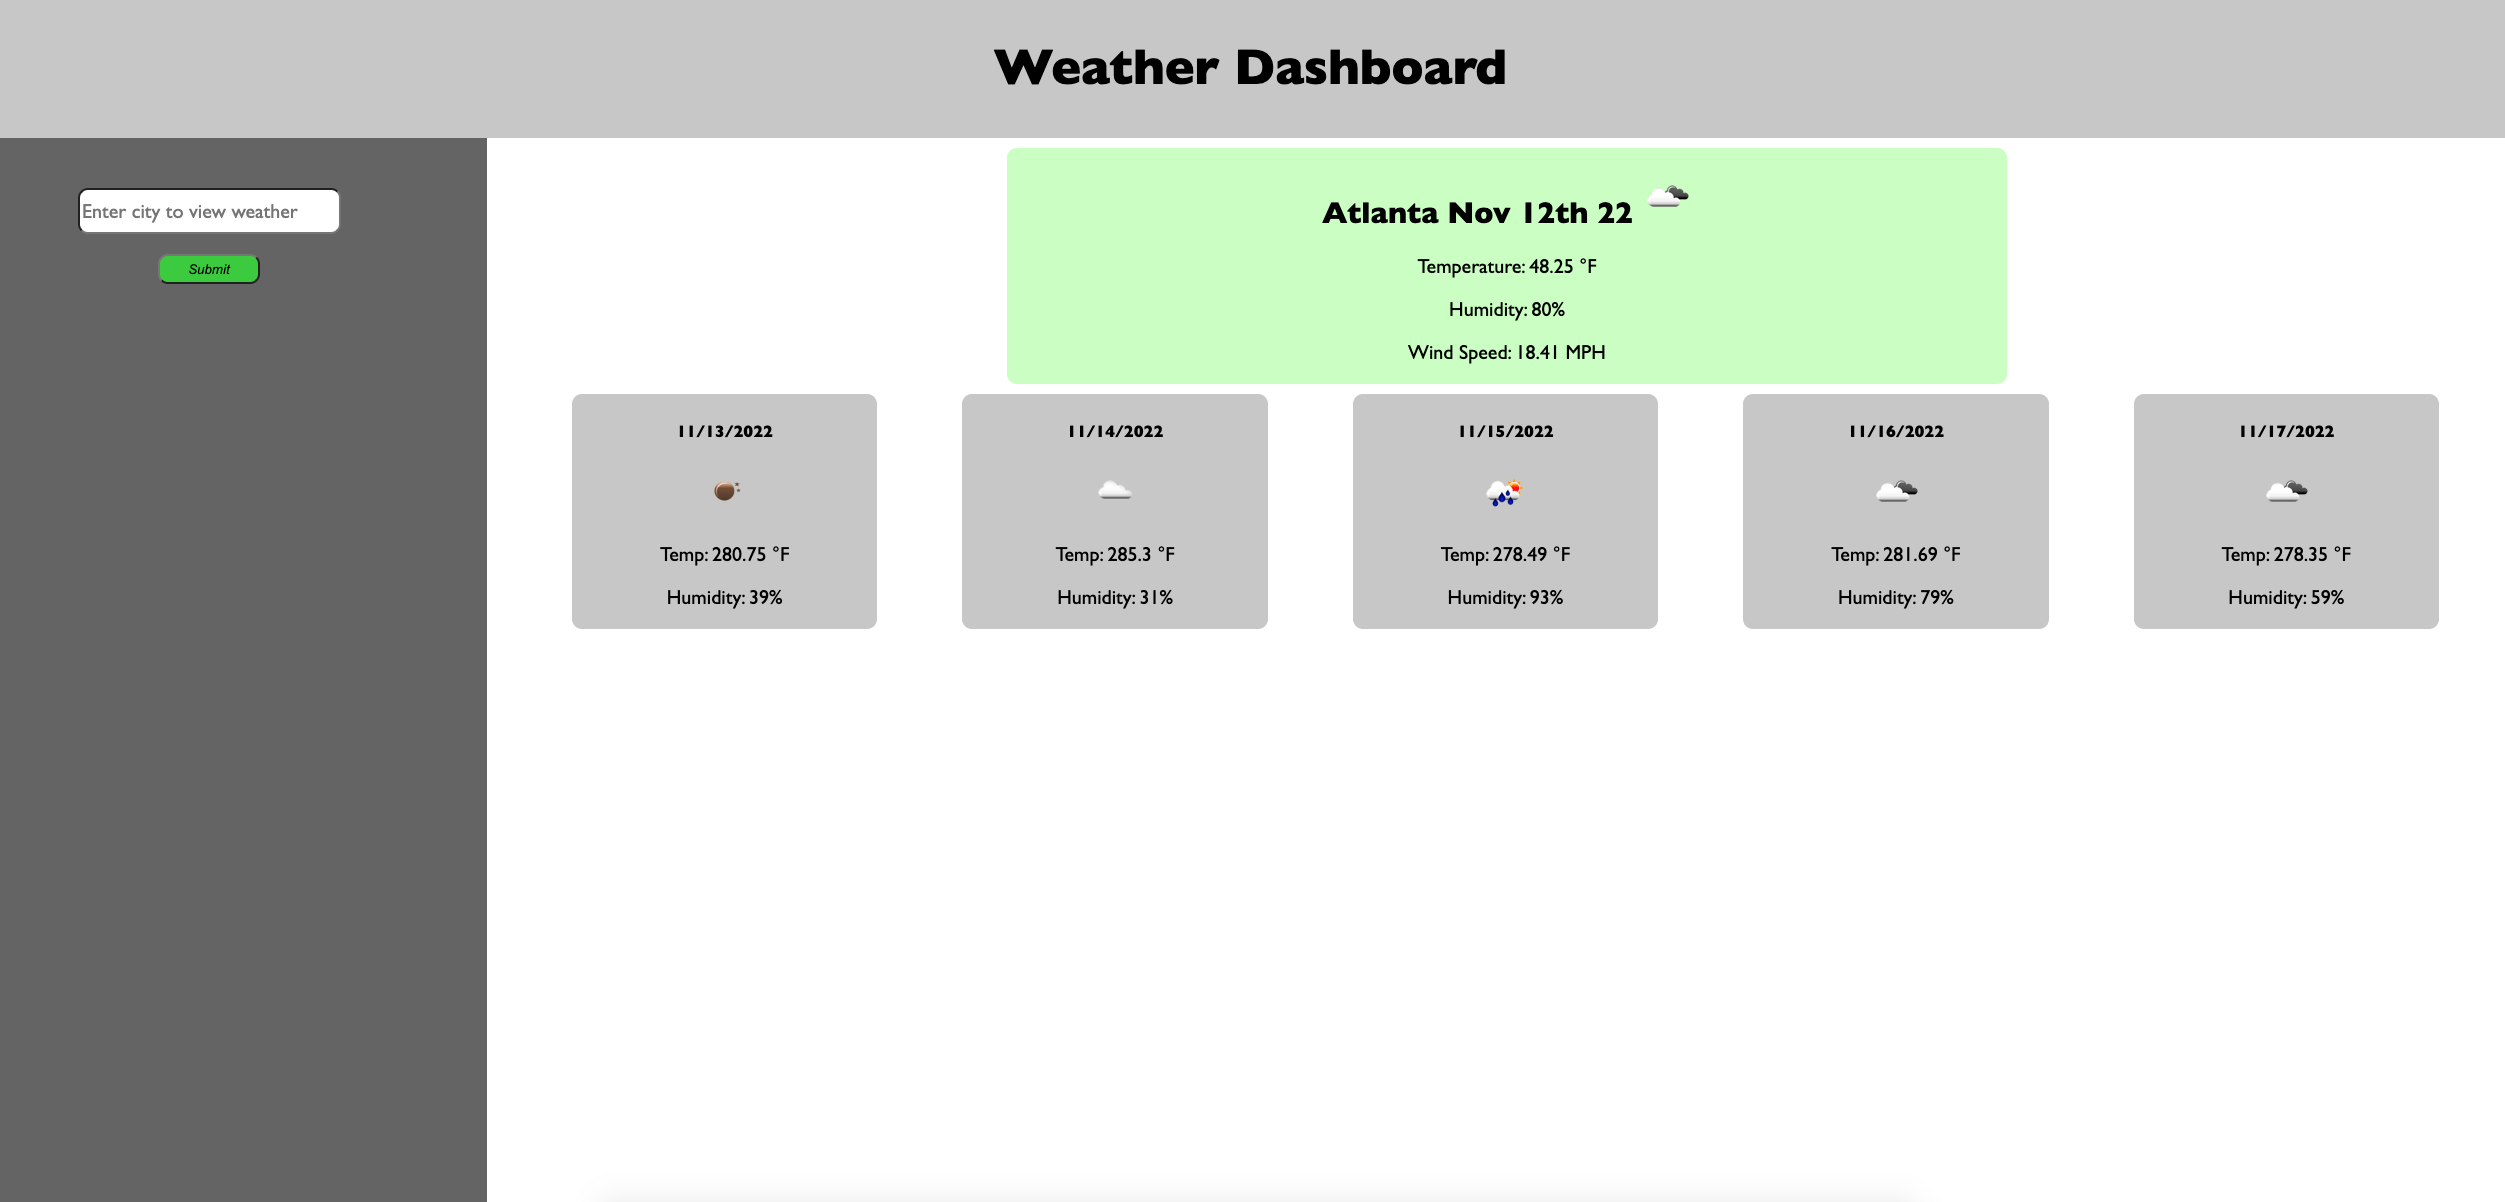 Weather Dashboard
Enter city to view weather
Submit
Atlanta Nov 12th 22
Temperature: 48.25 °F
Humidity: 80%
Wind Speed: 18.41 MPH
11/13/2022
Temp: 280.75 °F
Humidity: 39%
11/14/2022
Temp: 285.3 °F
Humidity: 31%
11/15/2022
Temp: 278.49 °F
Humidity: 93%
11/16/2022
Temp: 281.69 °F
Humidity: 79%
11/17/2022
Temp: 278.35 °F
Humidity: 59%